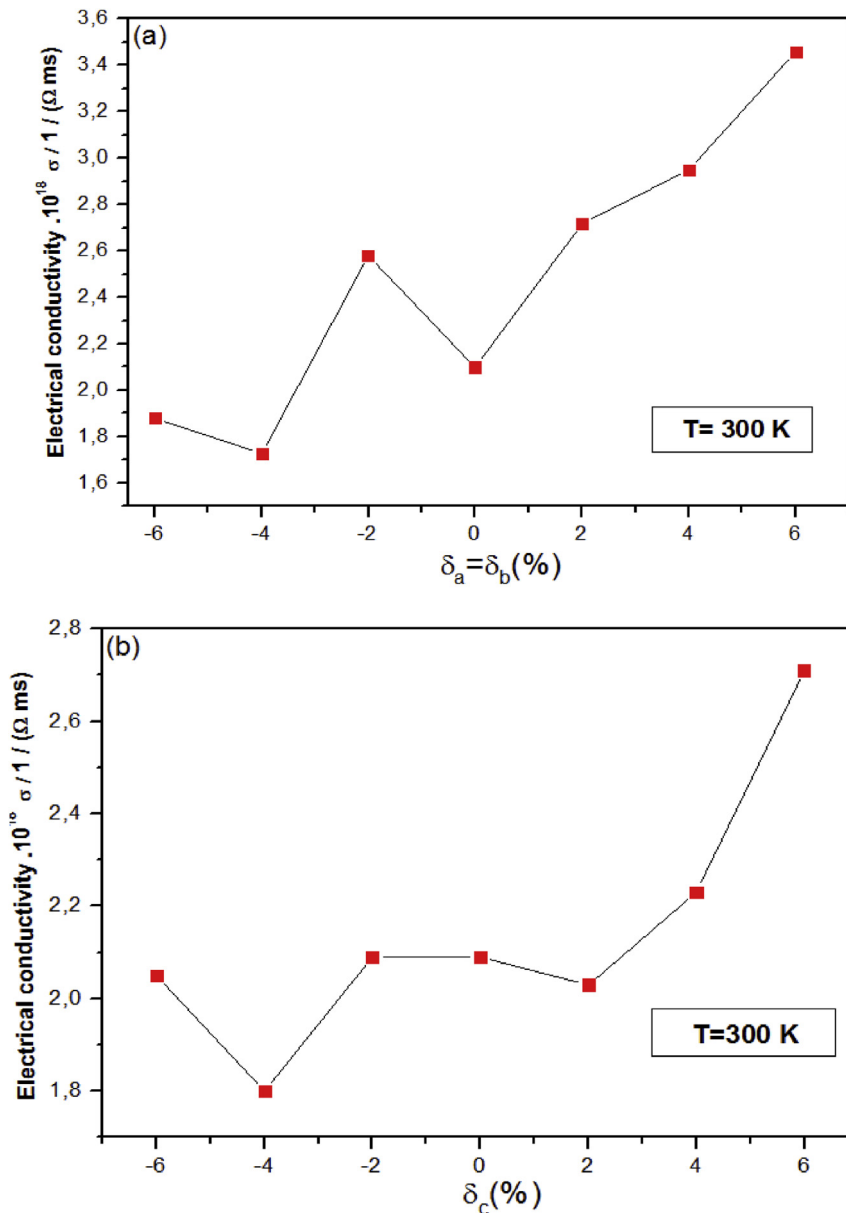 (a)
Electrical conductivity .10¹⁸ σ / 1 / (Ω ms)
3,6
3,4
3,2
3,0
2,8
2,6
2,4
2,2
2,0
1,8
1,6
T= 300 K
-6 -4 -2 0 2 4 6
δa=δb(%)
(b)
Electrical conductivity .10 σ / 1 / (Ω ms)
2,8
2,6
2,4
2,2
2,0
1,8
T=300 K
-6 -4 -2 0 2 4 6
δc(%)